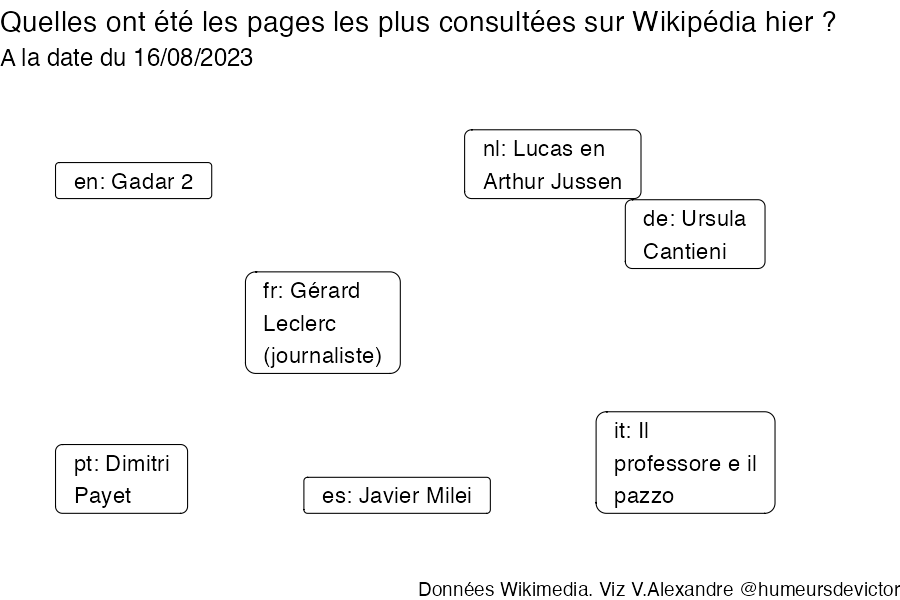 Quelles ont été les pages les plus consultées sur Wikipédia hier ?
A la date du 16/08/2023
en: Gadar 2
nl: Lucas en
Arthur Jussen
de: Ursula
Cantieni
fr: Gérard
Leclerc
(journaliste)
pt: Dimitri
Payet
es: Javier Milei
it: Il
professore e il
pazzo
Données Wikimedia. Viz V.Alexandre @humeursdevictor